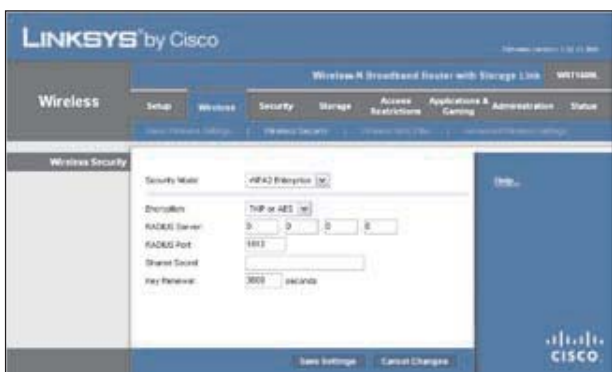 LINKSYS by Cisco
Wireless-N Broadband Router with Storage Link
Wireless
Setup Wireless Security Storage Access Restrictions Applications & Gaming Administration Status
Wireless Security
Wireless Security
Security Mode: WPA2 Enterprise
Encryption: TKIP or AES
RADIUS Server: 0 0 0 0
RADIUS Port: 1812
Shared Secret:
Key Renewal: 3600 seconds
Help...
Save Settings Cancel Changes
CISCO